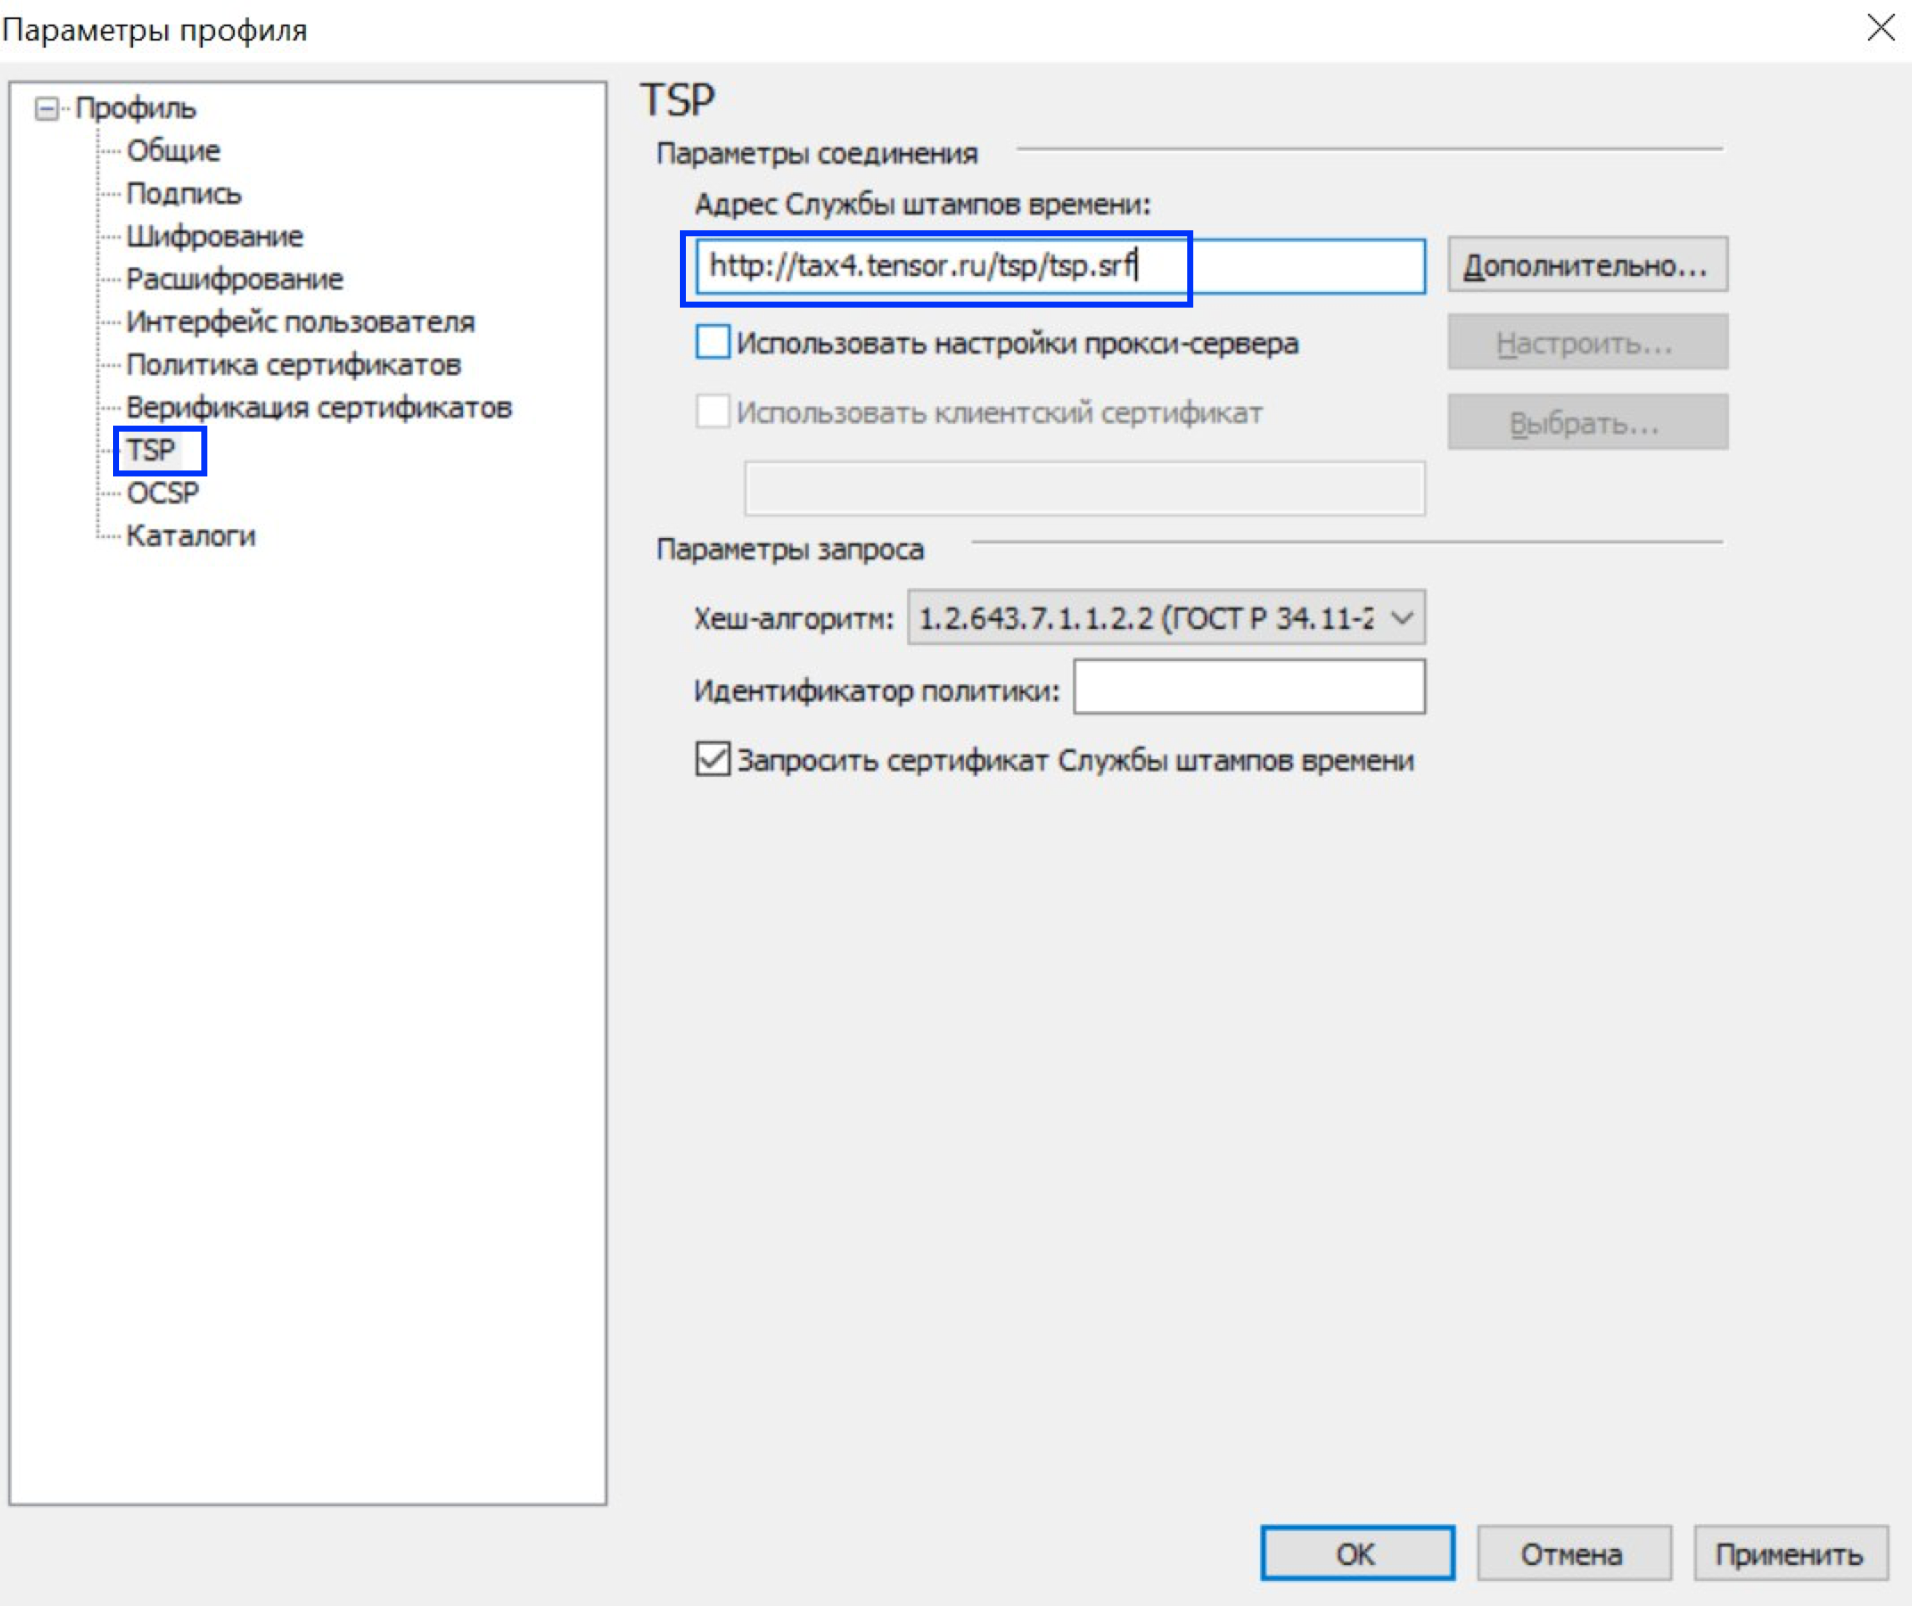 Параметры профиля
Профиль
Общие
Подпись
Шифрование
Расшифрование
Интерфейс пользователя
Политика сертификатов
Верификация сертификатов
TSP
OCSP
Каталоги
TSP
Параметры соединения
Адрес Службы штампов времени:
http://tax4.tensor.ru/tsp/tsp.srf
Дополнительно...
Использовать настройки прокси-сервера
Настроить...
Использовать клиентский сертификат
Выбрать...
Параметры запроса
Хеш-алгоритм: 1.2.643.7.1.1.2.2 (ГОСТ Р 34.11-2
Идентификатор политики:
Запросить сертификат Службы штампов времени
ОК Отмена Применить